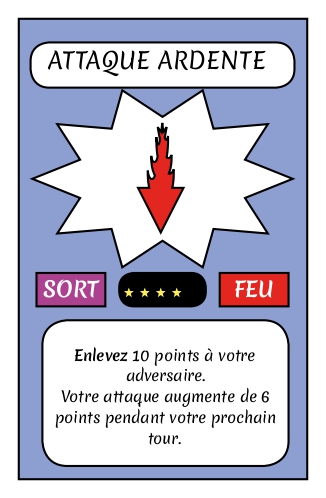 ATTAQUE ARDENTE
SORT
FEU
Enlevez 10 points à votre
adversaire.
Votre attaque augmente de 6
points pendant votre prochain
tour.